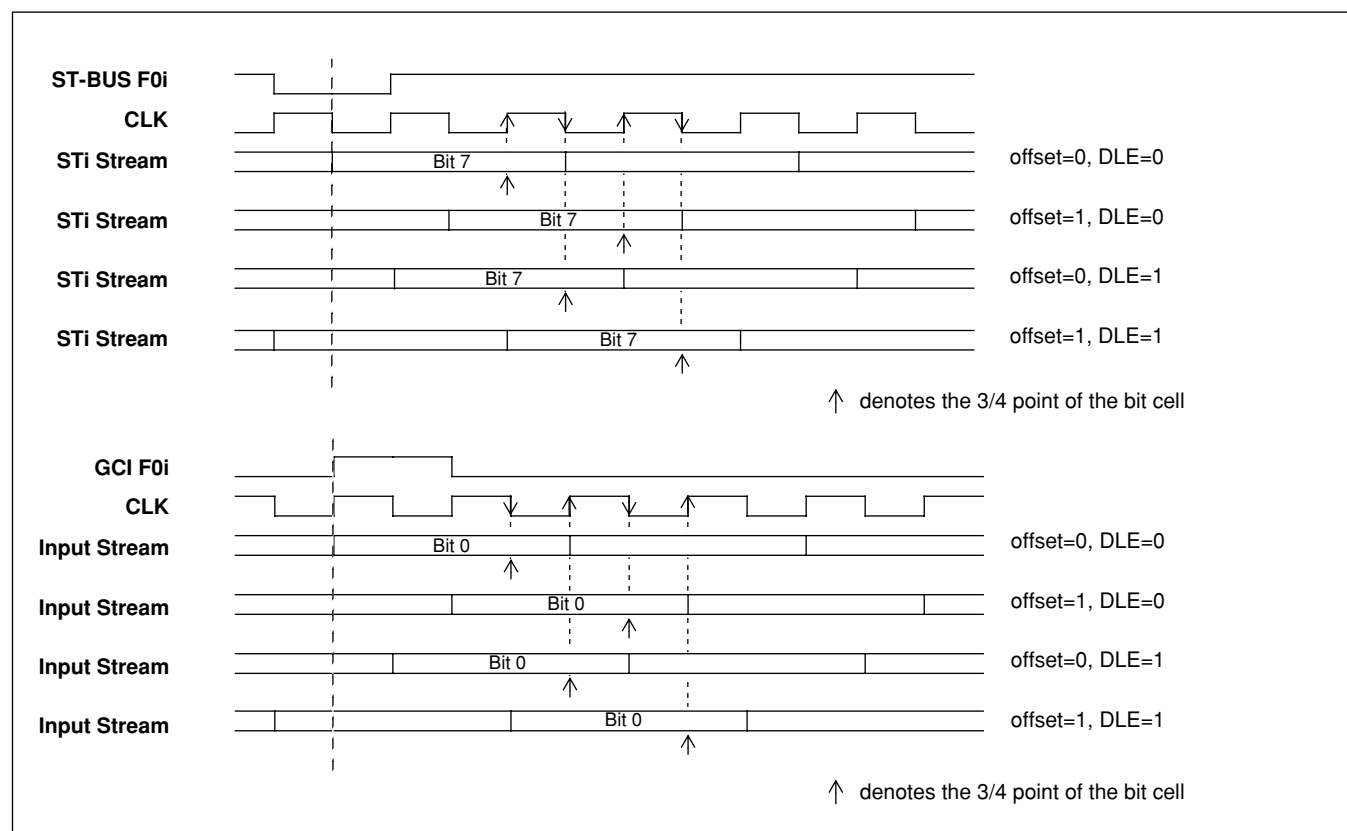 ST-BUS F0i
CLK
STi Stream Bit 7 offset=0, DLE=0
STi Stream Bit 7 offset=1, DLE=0
STi Stream Bit 7 offset=0, DLE=1
STi Stream Bit 7 offset=1, DLE=1
denotes the 3/4 point of the bit cell
GCI F0i
CLK
Input Stream Bit 0 offset=0, DLE=0
Input Stream Bit 0 offset=1, DLE=0
Input Stream Bit 0 offset=0, DLE=1
Input Stream Bit 0 offset=1, DLE=1
denotes the 3/4 point of the bit cell